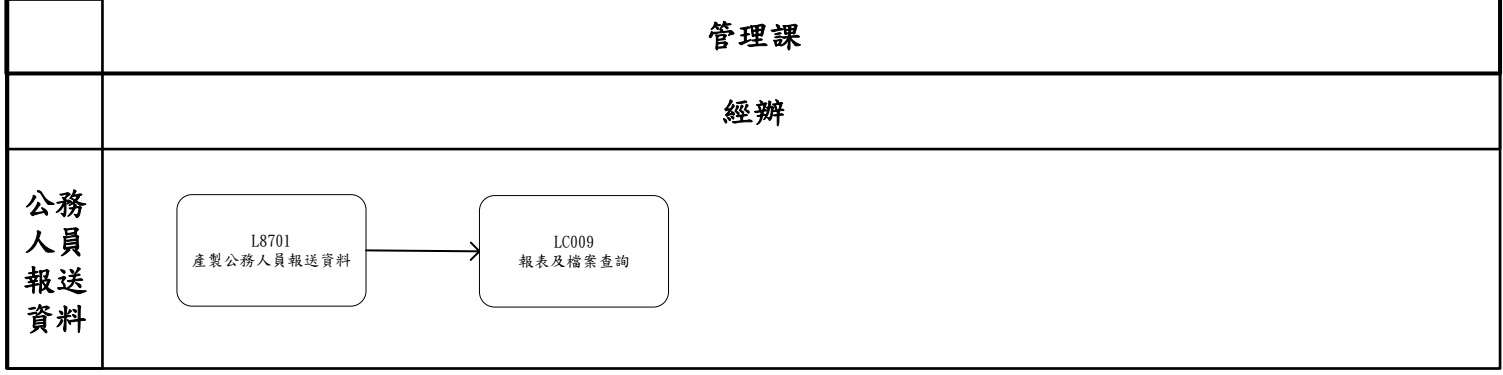 管理課
經辦
公務
人員
報送
資料
L8701
產製公務人員報送資料
LC009
報表及檔案查詢